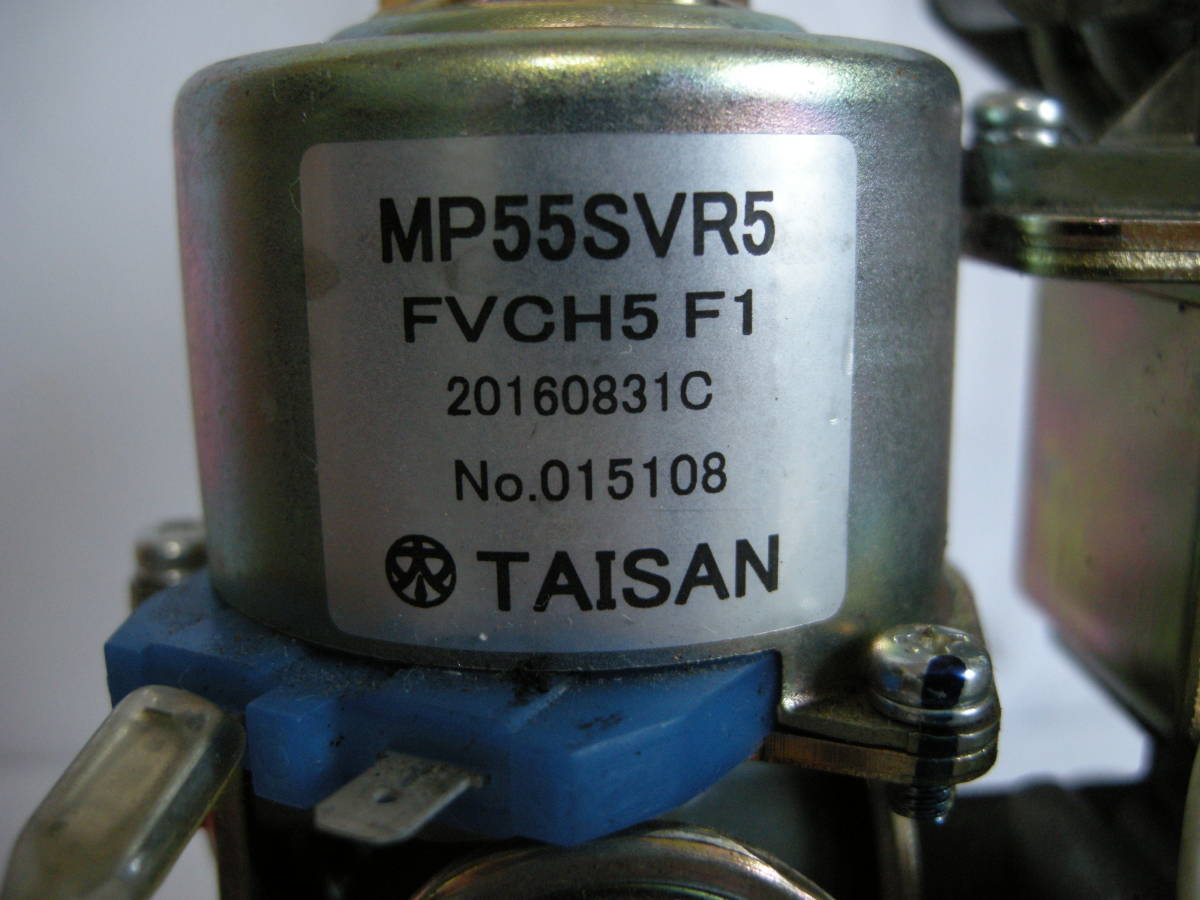 MP55SVR5
FVCH5 F1
20160831C
No.015108
TAISAN